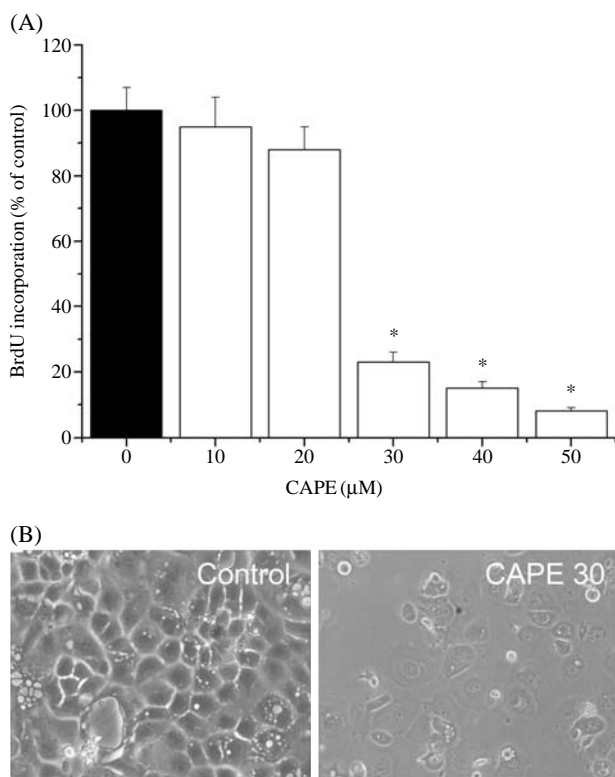 (A)
120
100
80
60
40
20
0
BrdU incorporation (% of control)
*
*
*
0 10 20 30 40 50
CAPE (μM)
(B)
Control
CAPE 30